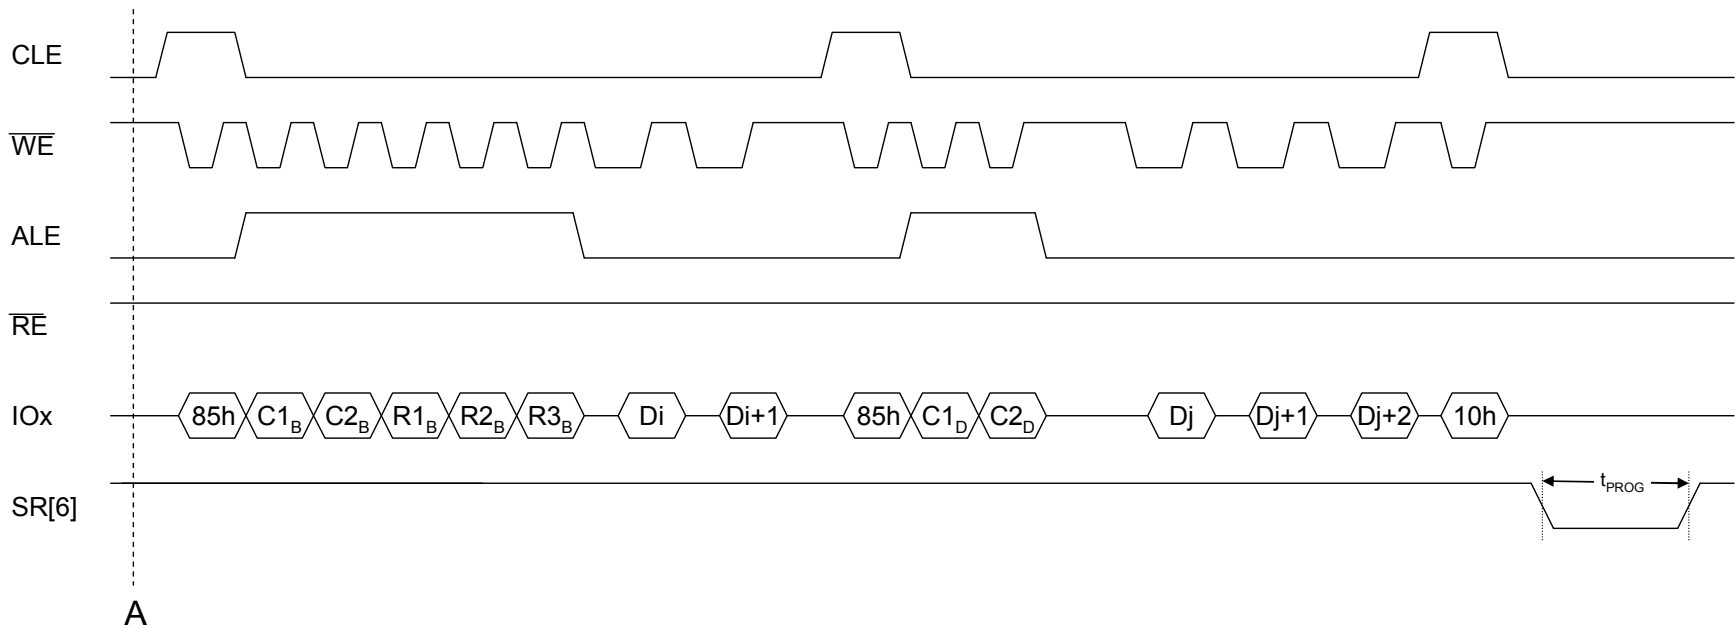 CLE
WE
ALE
RE
IOx 85h C1B C2B R1B R2B R3B Di Di+1 85h C1D C2D Dj Dj+1 Dj+2 10h
SR[6] tPROG
A